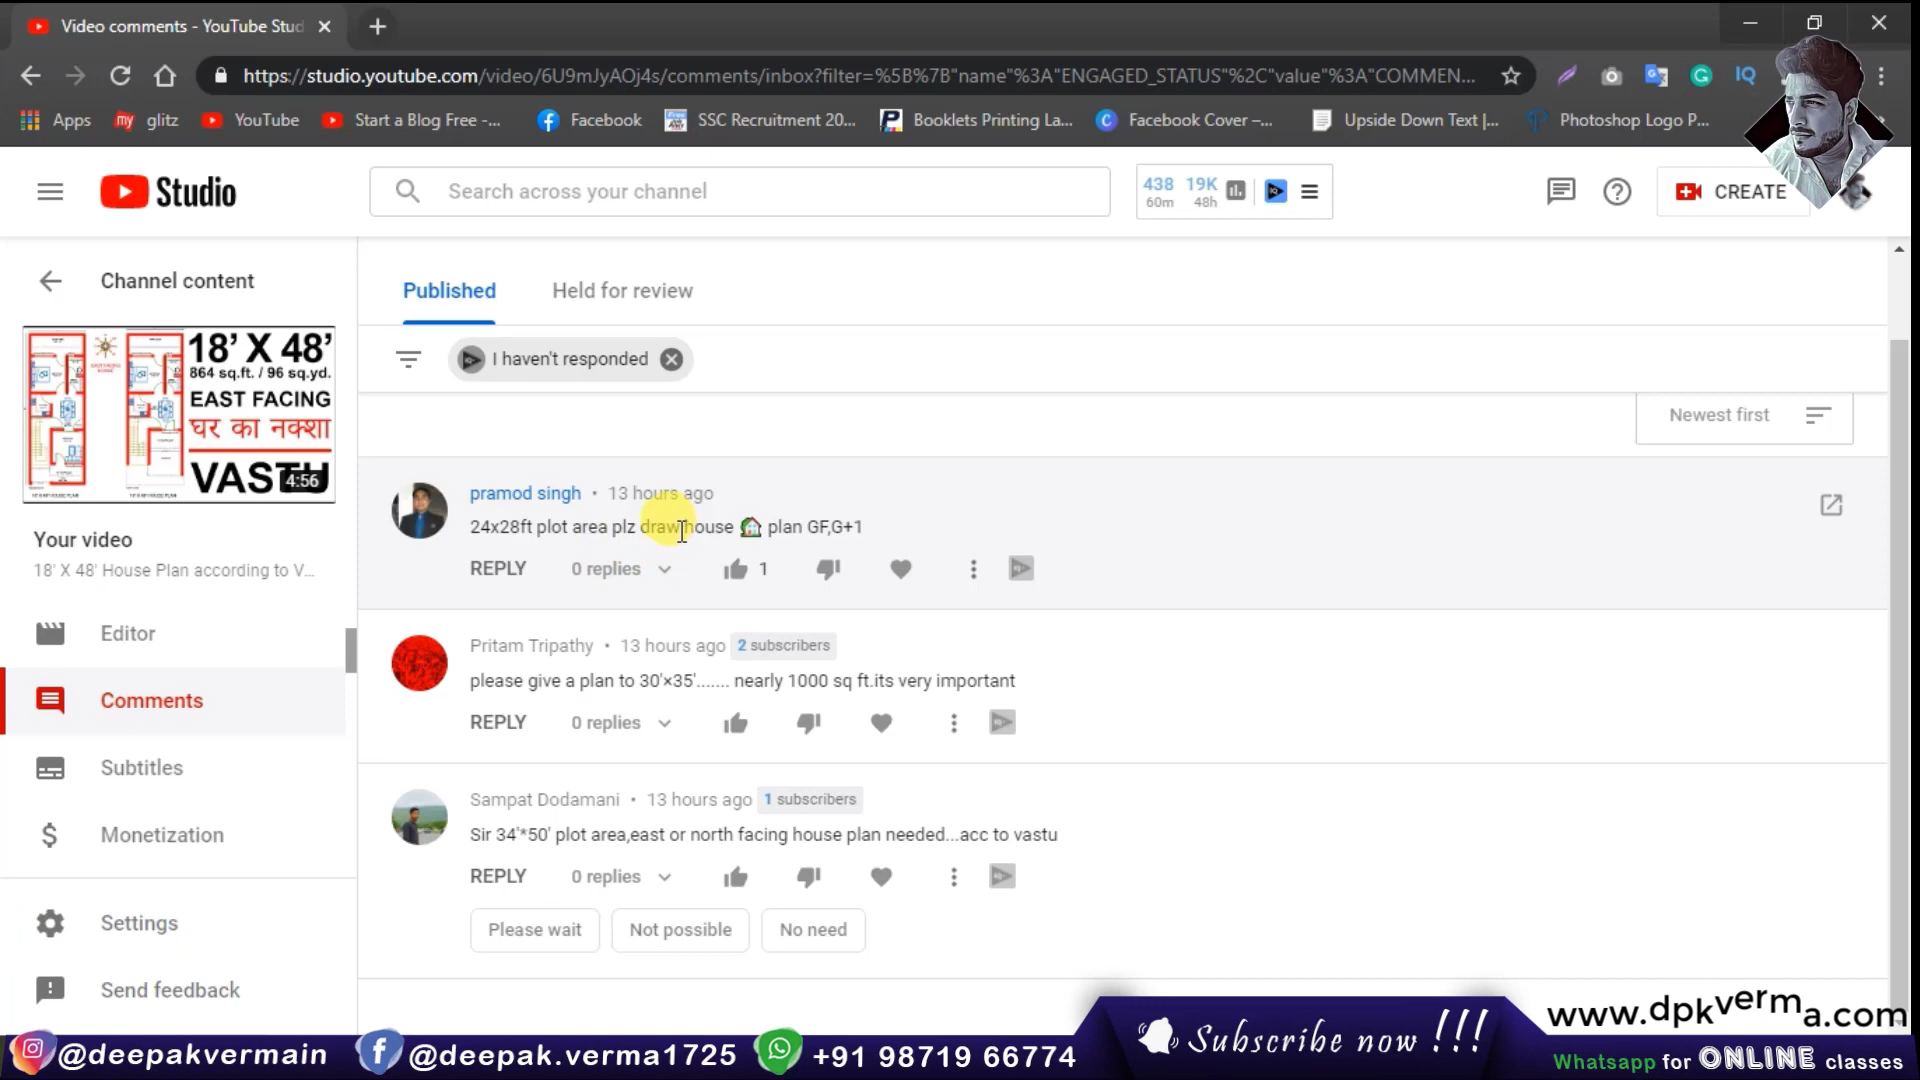 Video comments - YouTube Stud
https://studio.youtube.com/video/6U9mJyAOj4s/comments/inbox?filter=%5B%7B"name"%3A"ENGAGED_STATUS"%2C"value"%3A"COMMEN...
Apps
my glitz
YouTube
Start a Blog Free -...
Facebook
SSC Recruitment 20...
Booklets Printing La...
Facebook Cover –...
Upside Down Text |...
Photoshop Logo P...
Studio
Search across your channel
438 19K
60m 48h
CREATE
Channel content
Published
Held for review
I haven't responded
18' X 48'
864 sq.ft. / 96 sq.yd.
EAST FACING
घर का नक्शा
VASTU
4:56
Newest first
Your video
18' X 48' House Plan according to V...
Editor
Comments
Subtitles
Monetization
Settings
Send feedback
pramod singh • 13 hours ago
24x28ft plot area plz draw house 🏡 plan GF,G+1
REPLY 0 replies 1
Pritam Tripathy • 13 hours ago 2 subscribers
please give a plan to 30'×35'....... nearly 1000 sq ft.its very important
REPLY 0 replies
Sampat Dodamani • 13 hours ago 1 subscribers
Sir 34'*50' plot area,east or north facing house plan needed...acc to vastu
REPLY 0 replies
Please wait
Not possible
No need
www.dpkverma.com
@deepakvermain
@deepak.verma1725
+91 98719 66774
Subscribe now !!!
Whatsapp for ONLINE classes